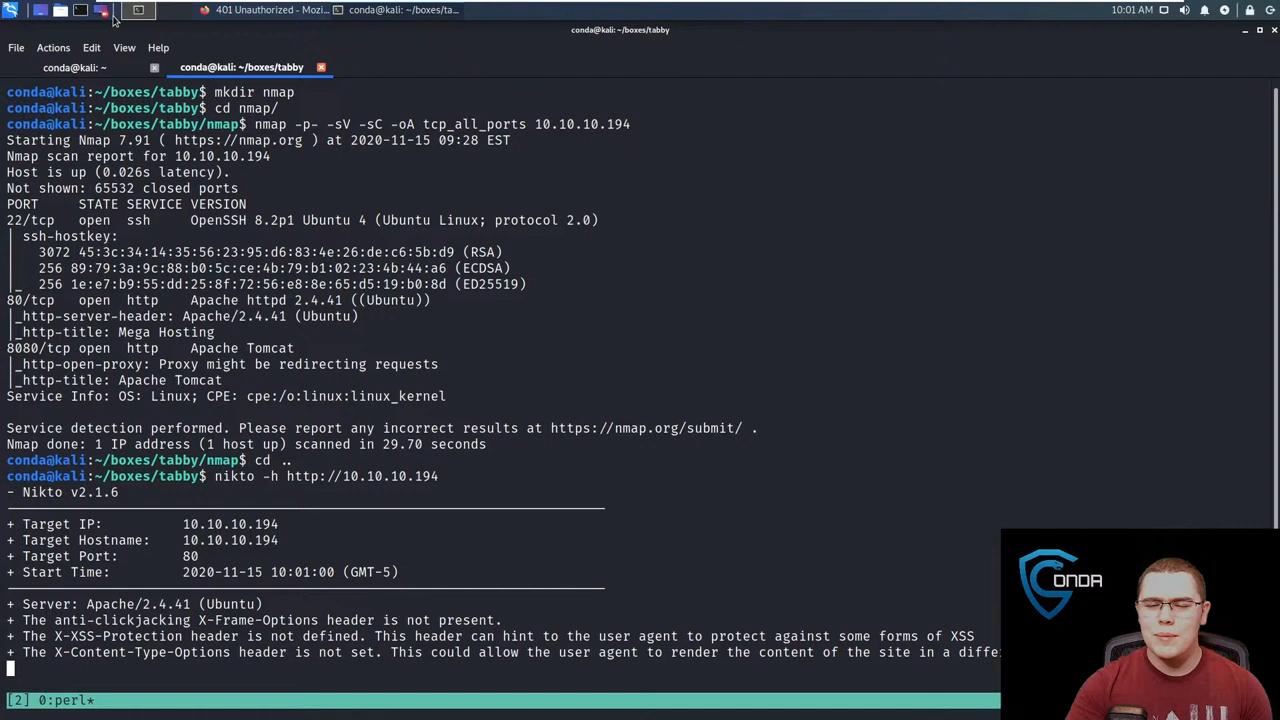 401 Unauthorized - Mozi...
conda@kali: ~/boxes/ta...
10:01 AM
conda@kali: ~/boxes/tabby
File Actions Edit View Help
conda@kali: ~
conda@kali: ~/boxes/tabby
conda@kali:~/boxes/tabby$ mkdir nmap
conda@kali:~/boxes/tabby$ cd nmap/
conda@kali:~/boxes/tabby/nmap$ nmap -p- -sV -sC -oA tcp_all_ports 10.10.10.194
Starting Nmap 7.91 ( https://nmap.org ) at 2020-11-15 09:28 EST
Nmap scan report for 10.10.10.194
Host is up (0.026s latency).
Not shown: 65532 closed ports
PORT     STATE SERVICE VERSION
22/tcp   open  ssh     OpenSSH 8.2p1 Ubuntu 4 (Ubuntu Linux; protocol 2.0)
| ssh-hostkey:
|   3072 45:3c:34:14:35:56:23:95:d6:83:4e:26:de:c6:5b:d9 (RSA)
|   256 89:79:3a:9c:88:b0:5c:ce:4b:79:b1:02:23:4b:44:a6 (ECDSA)
|_  256 1e:e7:b9:55:dd:25:8f:72:56:e8:8e:65:d5:19:b0:8d (ED25519)
80/tcp   open  http    Apache httpd 2.4.41 ((Ubuntu))
|_http-server-header: Apache/2.4.41 (Ubuntu)
|_http-title: Mega Hosting
8080/tcp open  http    Apache Tomcat
|_http-open-proxy: Proxy might be redirecting requests
|_http-title: Apache Tomcat
Service Info: OS: Linux; CPE: cpe:/o:linux:linux_kernel
Service detection performed. Please report any incorrect results at https://nmap.org/submit/ .
Nmap done: 1 IP address (1 host up) scanned in 29.70 seconds
conda@kali:~/boxes/tabby/nmap$ cd ..
conda@kali:~/boxes/tabby$ nikto -h http://10.10.10.194
- Nikto v2.1.6
+ Target IP:          10.10.10.194
+ Target Hostname:    10.10.10.194
+ Target Port:        80
+ Start Time:         2020-11-15 10:01:00 (GMT-5)
+ Server: Apache/2.4.41 (Ubuntu)
+ The anti-clickjacking X-Frame-Options header is not present.
+ The X-XSS-Protection header is not defined. This header can hint to the user agent to protect against some forms of XSS
+ The X-Content-Type-Options header is not set. This could allow the user agent to render the content of the site in a diffe
[2] 0:perl*
CONDA